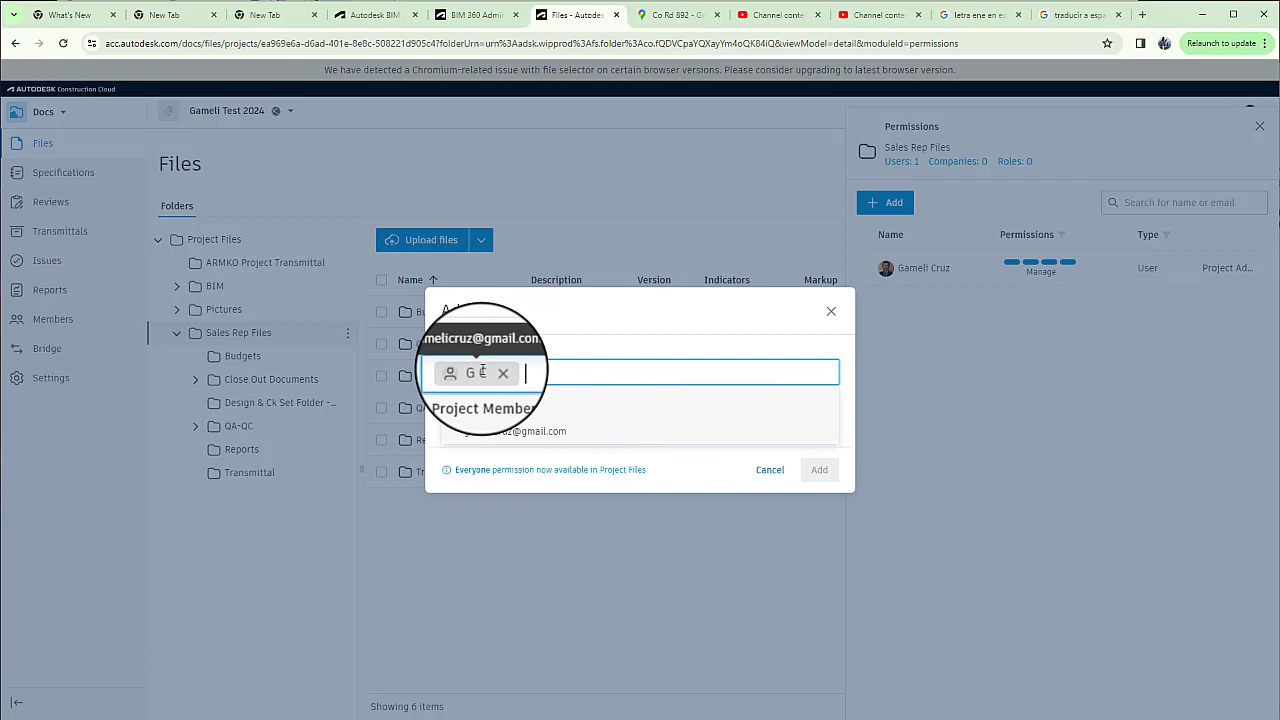 What's New
New Tab
New Tab
Autodesk BIM
BIM 360 Admi
Files - Autodes
Co Rd 892 - G
Channel conte
Channel conte
letra ene en es
traducir a espa
acc.autodesk.com/docs/files/projects/ea969e6a-d6ad-401e-8e8c-508221d905c4?folderUrn=urn%3Aadsk.wipprod%3Afs.folder%3Aco.fQDVCpaYQXayYm4oQK84iQ&viewModel=detail&moduleId=permissions
Relaunch to update
We have detected a Chromium-related issue with file selector on certain browser versions. Please consider upgrading to latest browser version.
AUTODESK Construction Cloud
Docs
Gameli Test 2024
Files
Specifications
Reviews
Transmittals
Issues
Reports
Members
Bridge
Settings
Files
Folders
Project Files
ARMKO Project Transmittal
BIM
Pictures
Sales Rep Files
Budgets
Close Out Documents
Design & Ck Set Folder -...
QA-QC
Reports
Transmittal
Upload files
Name
Description
Version
Indicators
Markup
Showing 6 items
melicruz@gmail.com
G C
Project Member
cruz@gmail.com
Everyone permission now available in Project Files
Cancel
Add
Permissions
Sales Rep Files
Users: 1 Companies: 0 Roles: 0
Add
Search for name or email
Name
Permissions
Type
Gameli Cruz
Manage
User
Project Ad...